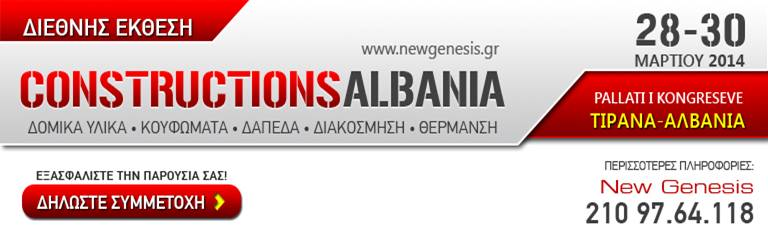 ΔΙΕΘΝΗΣ ΕΚΘΕΣΗ
www.newgenesis.gr
CONSTRUCTIONSALBANIA
ΔΟΜΙΚΑ ΥΛΙΚΑ • ΚΟΥΦΩΜΑΤΑ • ΔΑΠΕΔΑ • ΔΙΑΚΟΣΜΗΣΗ • ΘΕΡΜΑΝΣΗ
28-30
ΜΑΡΤΙΟΥ 2014
PALLATI I KONGRESEVE
ΤΙΡΑΝΑ-ΑΛΒΑΝΙΑ
ΕΞΑΣΦΑΛΙΣΤΕ ΤΗΝ ΠΑΡΟΥΣΙΑ ΣΑΣ!
ΔΗΛΩΣΤΕ ΣΥΜΜΕΤΟΧΗ
ΠΕΡΙΣΣΟΤΕΡΕΣ ΠΛΗΡΟΦΟΡΙΕΣ:
New Genesis
210 97.64.118